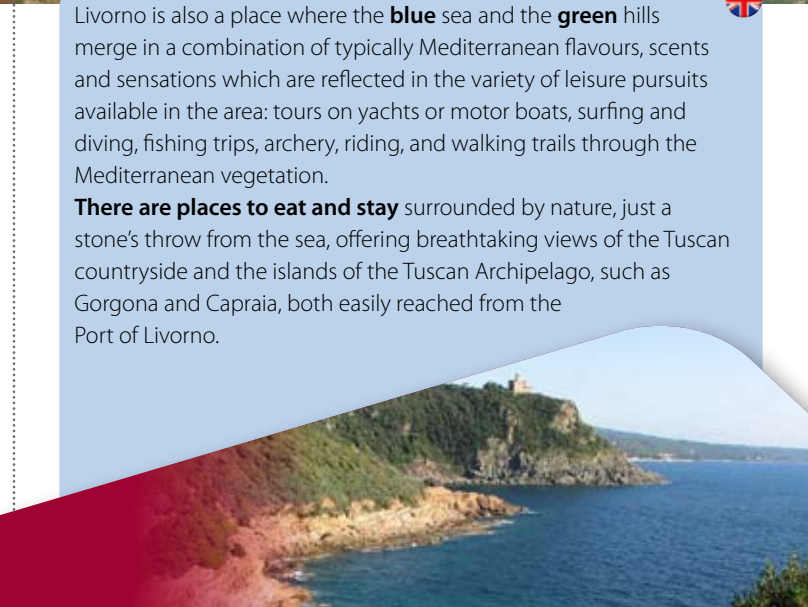 Livorno is also a place where the blue sea and the green hills
merge in a combination of typically Mediterranean flavours, scents
and sensations which are reflected in the variety of leisure pursuits
available in the area: tours on yachts or motor boats, surfing and
diving, fishing trips, archery, riding, and walking trails through the
Mediterranean vegetation.
There are places to eat and stay surrounded by nature, just a
stone’s throw from the sea, offering breathtaking views of the Tuscan
countryside and the islands of the Tuscan Archipelago, such as
Gorgona and Capraia, both easily reached from the
Port of Livorno.